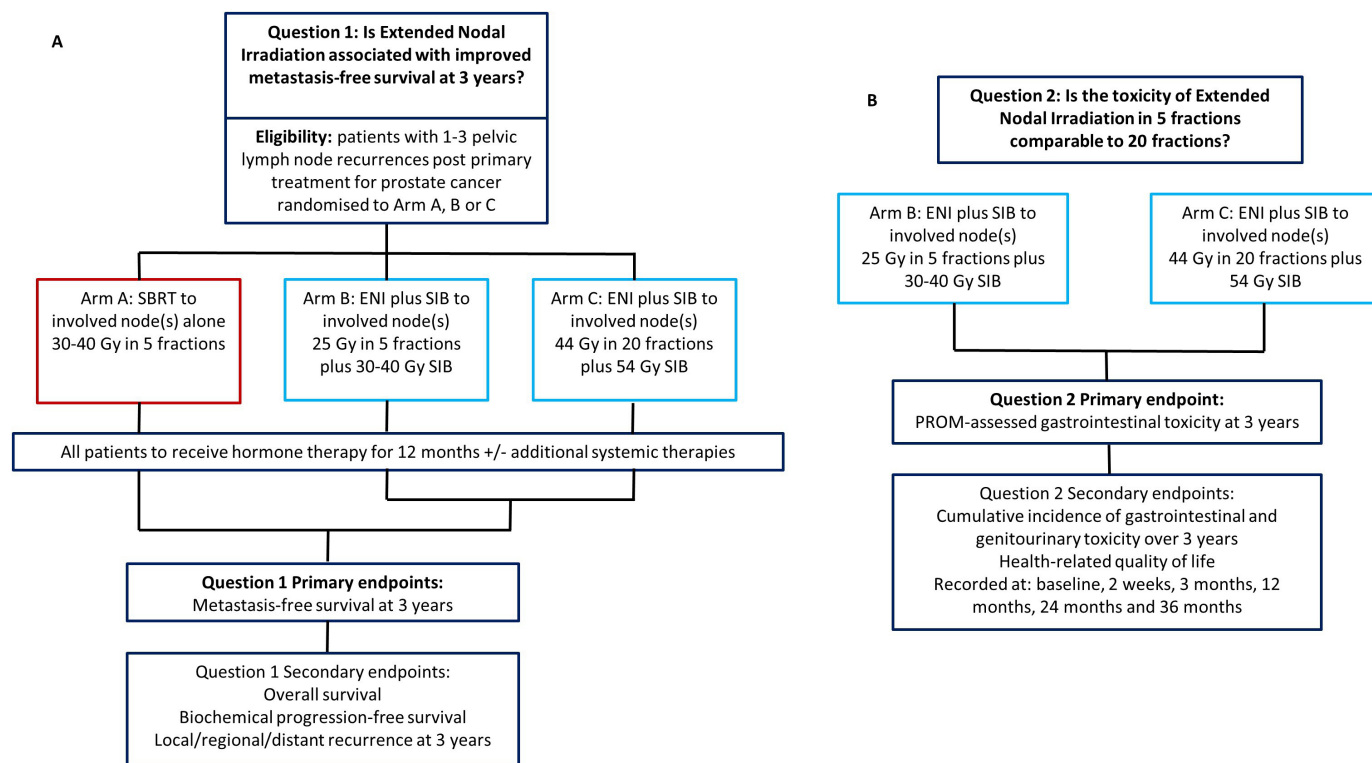 A
Question 1: Is Extended Nodal
Irradiation associated with improved
metastasis-free survival at 3 years?
Eligibility: patients with 1-3 pelvic
lymph node recurrences post primary
treatment for prostate cancer
randomised to Arm A, B or C
Arm A: SBRT to
involved node(s) alone
30-40 Gy in 5 fractions
Arm B: ENI plus SIB to
involved node(s)
25 Gy in 5 fractions
plus 30-40 Gy SIB
Arm C: ENI plus SIB to
involved node(s)
44 Gy in 20 fractions
plus 54 Gy SIB
All patients to receive hormone therapy for 12 months +/- additional systemic therapies
Question 1 Primary endpoints:
Metastasis-free survival at 3 years
Question 1 Secondary endpoints:
Overall survival
Biochemical progression-free survival
Local/regional/distant recurrence at 3 years
B
Question 2: Is the toxicity of Extended
Nodal Irradiation in 5 fractions
comparable to 20 fractions?
Arm B: ENI plus SIB to
involved node(s)
25 Gy in 5 fractions plus
30-40 Gy SIB
Arm C: ENI plus SIB to
involved node(s)
44 Gy in 20 fractions plus
54 Gy SIB
Question 2 Primary endpoint:
PROM-assessed gastrointestinal toxicity at 3 years
Question 2 Secondary endpoints:
Cumulative incidence of gastrointestinal and
genitourinary toxicity over 3 years
Health-related quality of life
Recorded at: baseline, 2 weeks, 3 months, 12
months, 24 months and 36 months